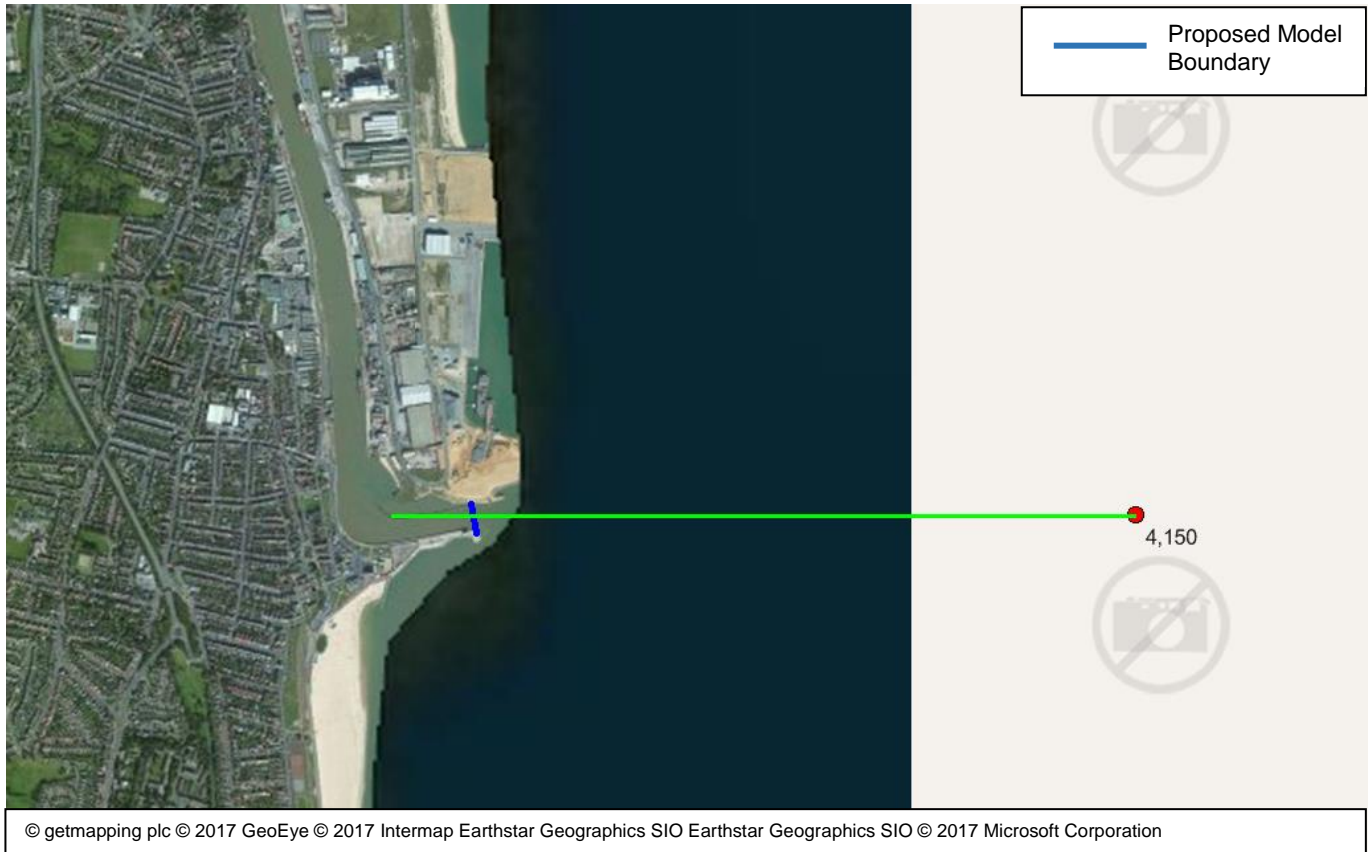 Proposed Model
Boundary
4,150
© getmapping plc © 2017 GeoEye © 2017 Intermap Earthstar Geographics SIO Earthstar Geographics SIO © 2017 Microsoft Corporation